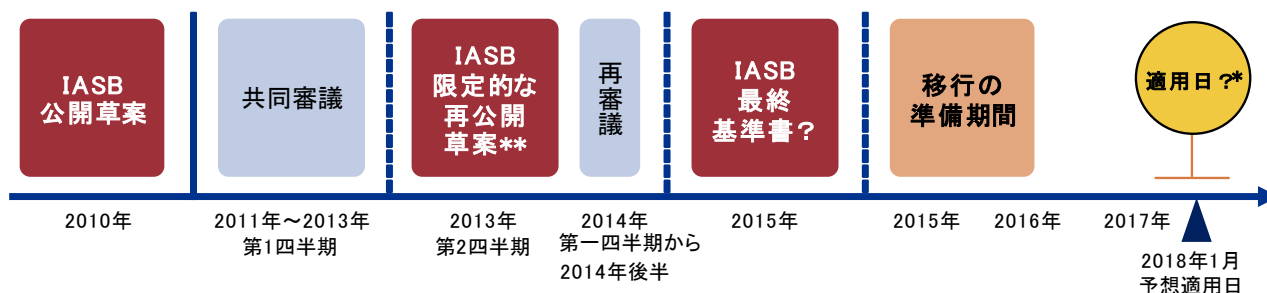 IASB
公開草案
共同審議
IASB
限定的な
再公開
草案**
再
審
議
IASB
最終
基準書?
移行の
準備期間
適用日?*
2010年
2011年~2013年
第1四半期
2013年
第2四半期
2014年
第一四半期から
2014年後半
2015年
2015年
2016年
2017年
2018年1月
予想適用日